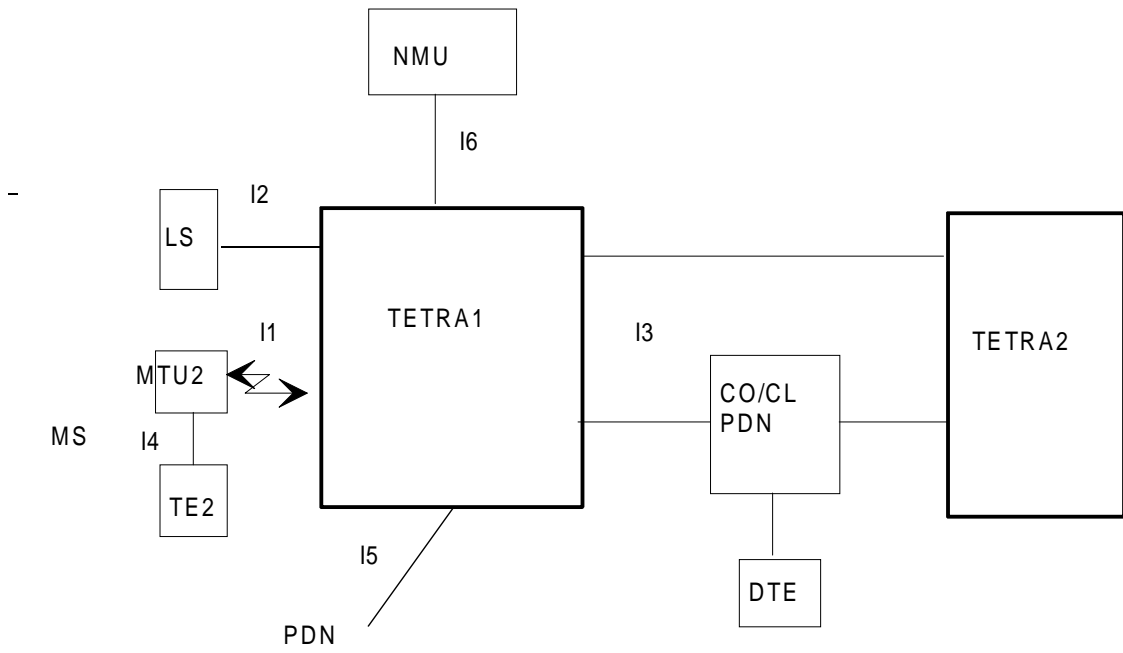 NMU
I6
I2
LS
TETRA1
I1
I3
TETRA2
MTU2
CO/CL
PDN
MS
I4
TE2
I5
DTE
PDN